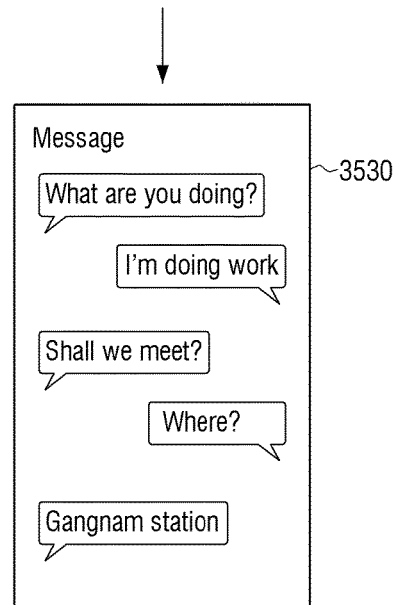 Message
3530
What are you doing?
I'm doing work
Shall we meet?
Where?
Gangnam station